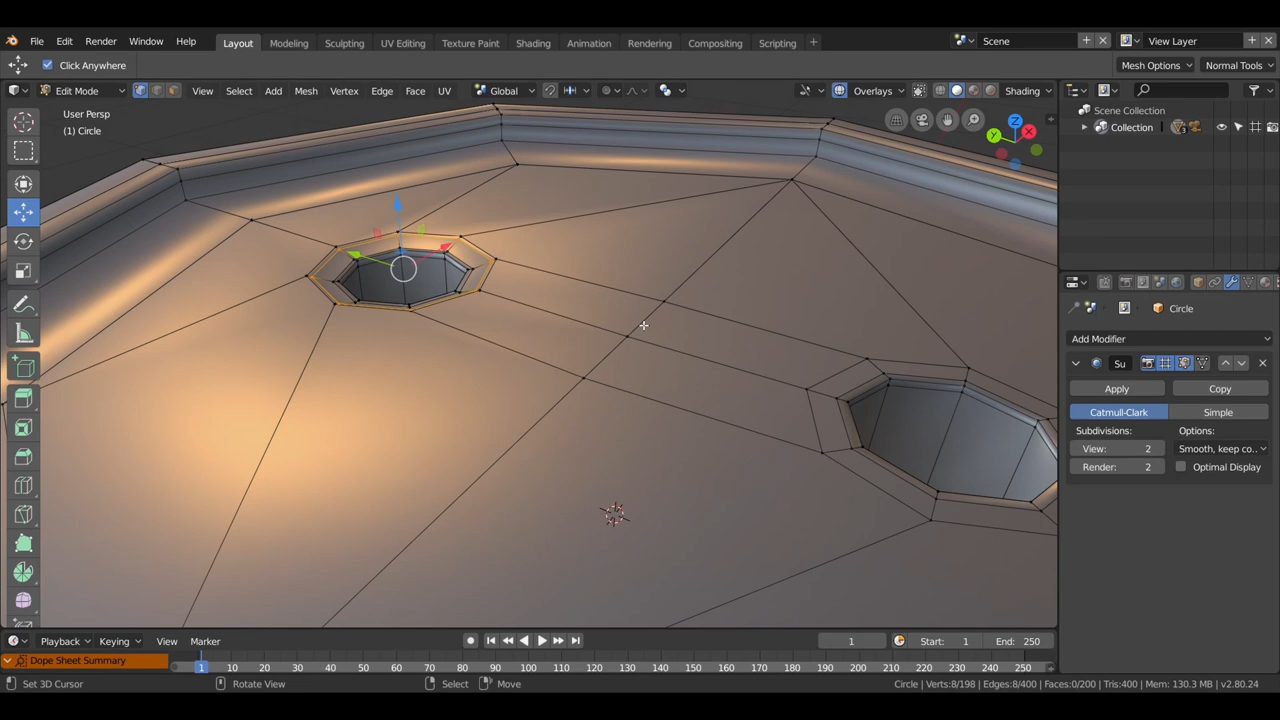 File Edit Render Window Help Layout Modeling Sculpting UV Editing Texture Paint Shading Animation Rendering Compositing Scripting + Scene View Layer
Click Anywhere Mesh Options Normal Tools
Edit Mode View Select Add Mesh Vertex Edge Face UV Global Overlays Shading
User Persp
(1) Circle
Z
Y
X
Scene Collection
Collection 3
Circle
Add Modifier
Su
Apply Copy
Catmull-Clark Simple
Subdivisions: Options:
View: 2 Smooth, keep co..
Render: 2 Optimal Display
Playback Keying View Marker 1 Start: 1 End: 250
Dope Sheet Summary 1 10 20 30 40 50 60 70 80 90 100 110 120 130 140 150 160 170 180 190 200 210 220 230 240 250
Set 3D Cursor Rotate View Select Move Circle | Verts:8/198 | Edges:8/400 | Faces:0/200 | Tris:400 | Mem: 130.3 MB | v2.80.24